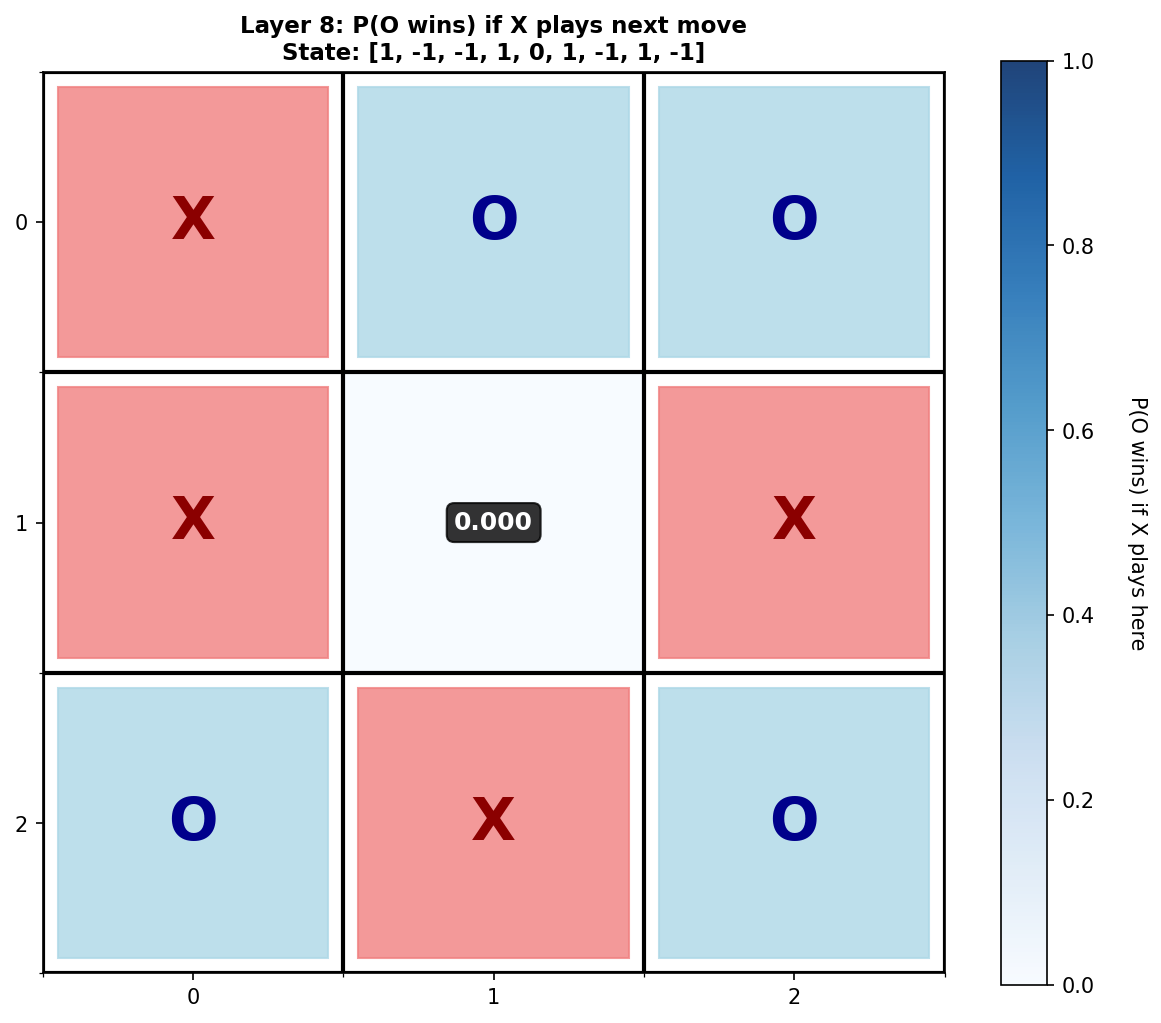 Layer 8: P(O wins) if X plays next move
State: [1, -1, -1, 1, 0, 1, -1, 1, -1]
X O O
X 0.000 X
O X O
0
1
2
0 1 2
1.0
0.8
0.6
0.4
0.2
0.0
P(O wins) if X plays here